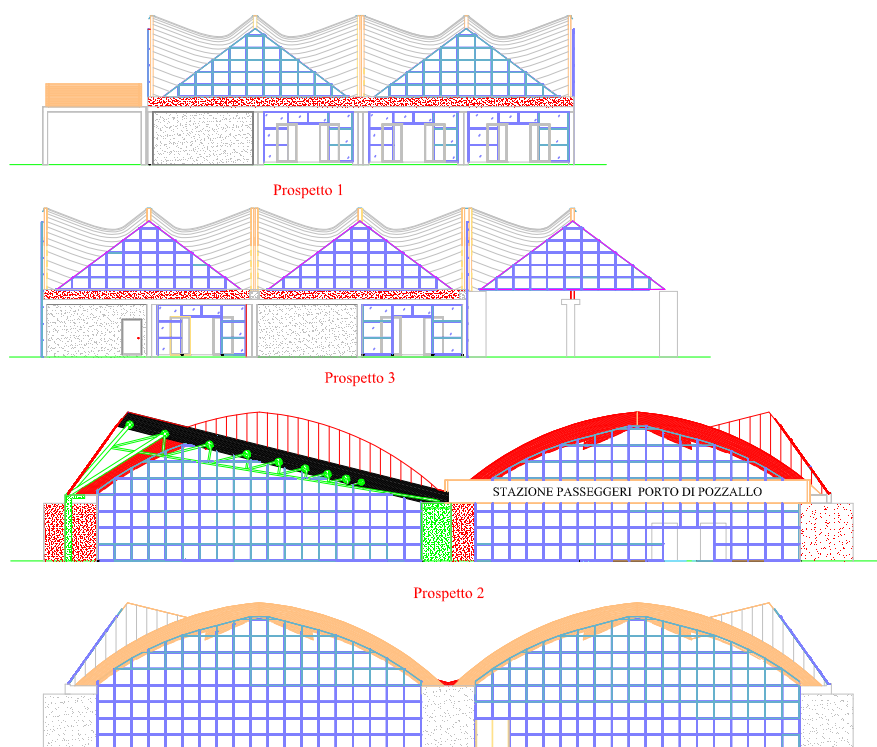 Prospetto 1
Prospetto 3
STAZIONE PASSEGGERI PORTO DI POZZALLO
Prospetto 2